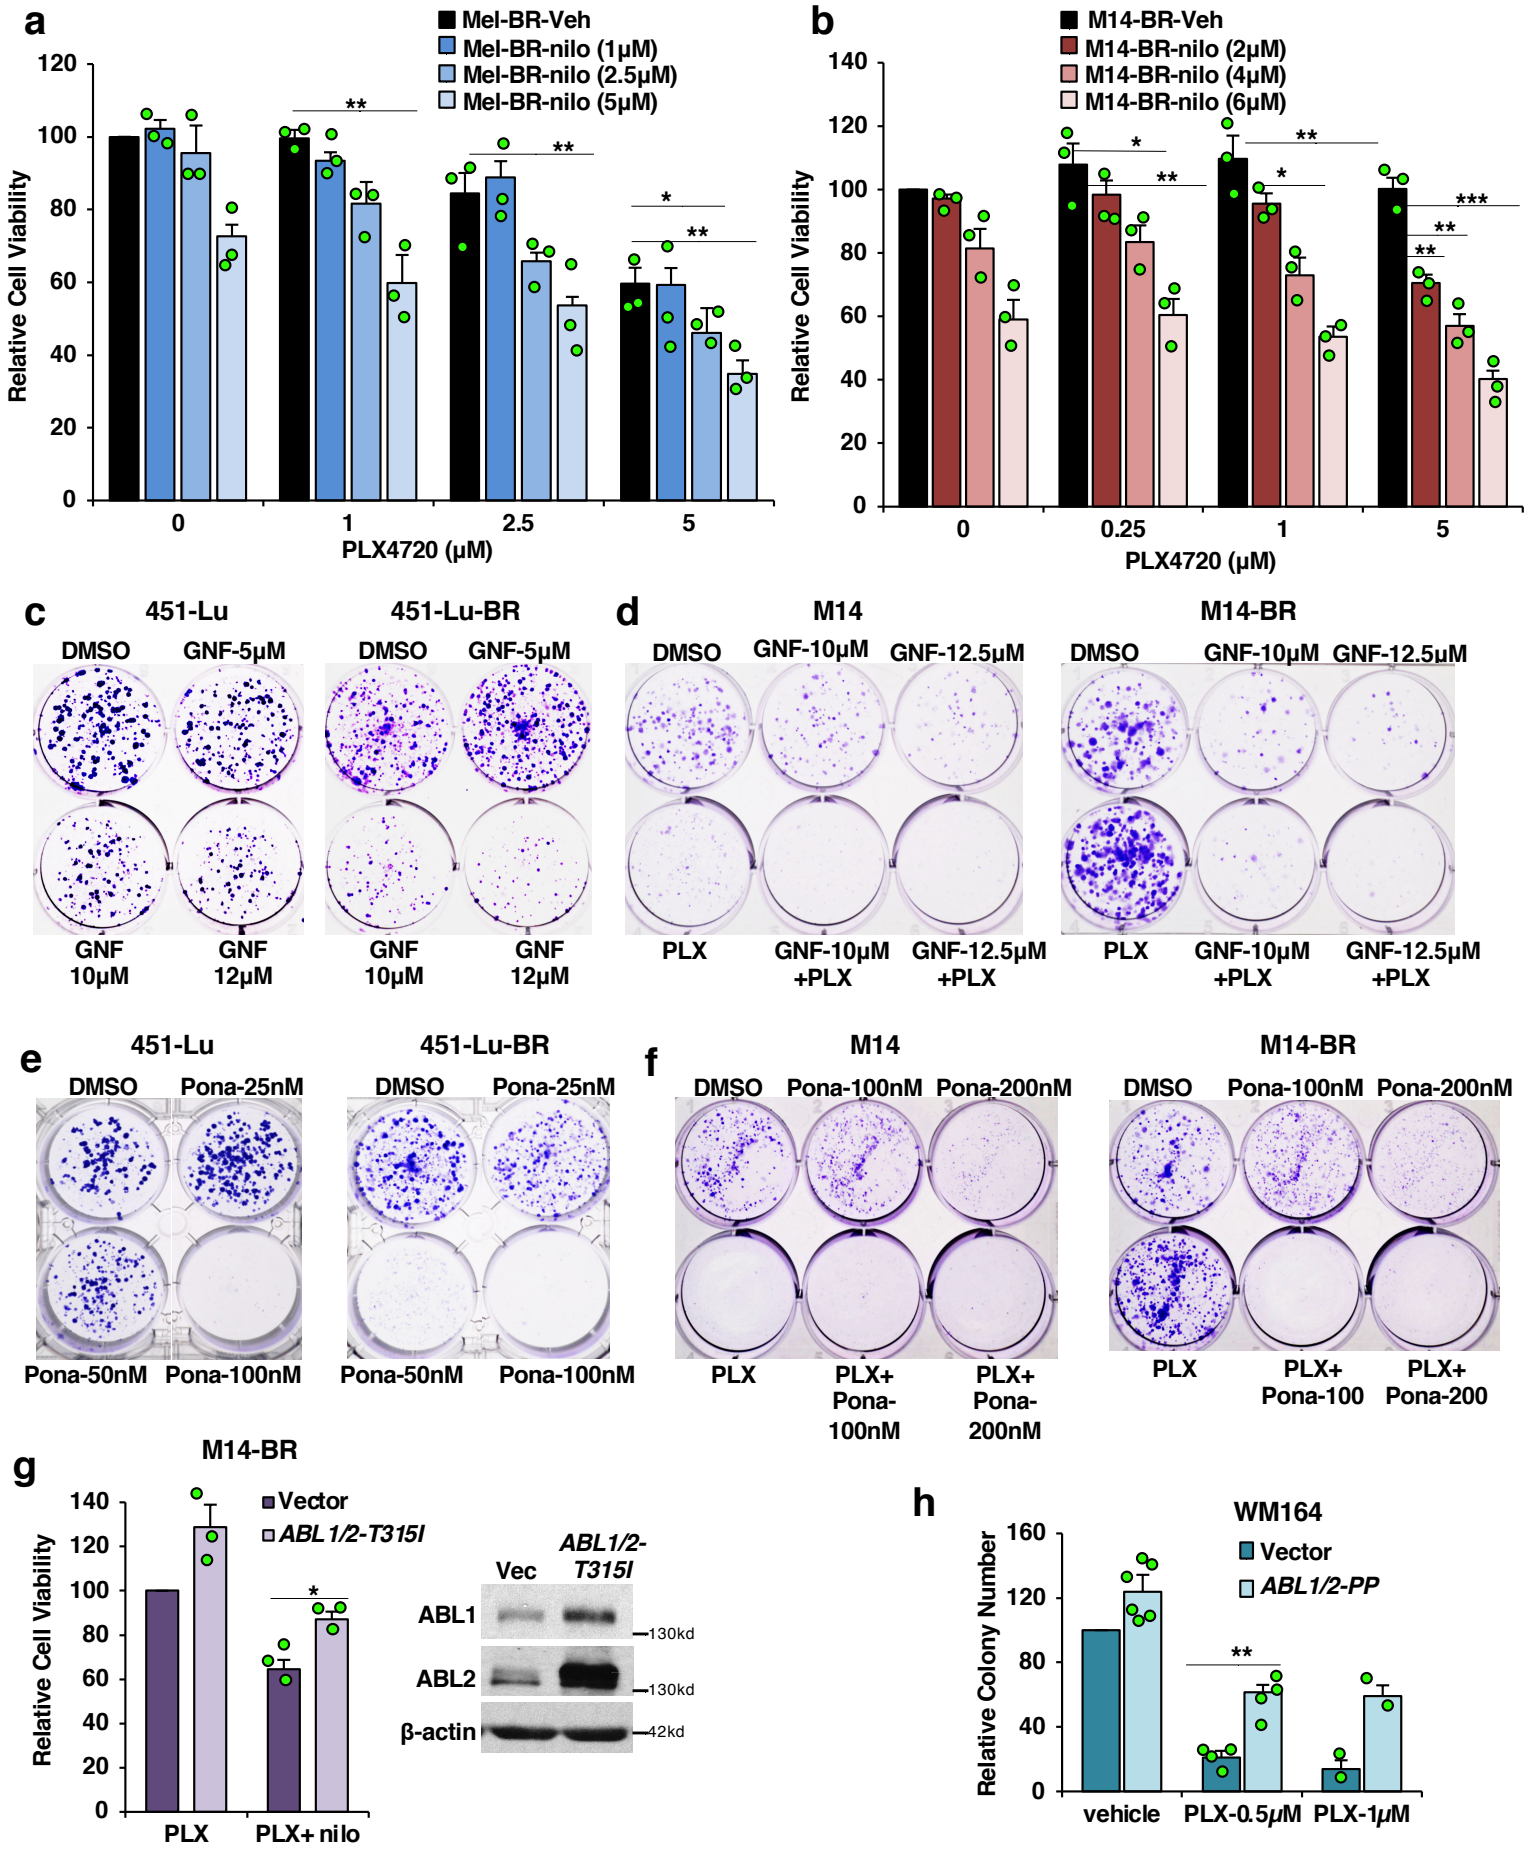 a
Mel-BR-Veh
Mel-BR-nilo (1µM)
Mel-BR-nilo (2.5µM)
Mel-BR-nilo (5µM)
Relative Cell Viability
120
100
80
60
40
20
0
**
**
*
**
0 1 2.5 5
PLX4720 (µM)
b
M14-BR-Veh
M14-BR-nilo (2µM)
M14-BR-nilo (4µM)
M14-BR-nilo (6µM)
Relative Cell Viability
140
120
100
80
60
40
20
0
*
**
**
*
***
**
**
0 0.25 1 5
PLX4720 (µM)
c
451-Lu 451-Lu-BR
DMSO GNF-5µM DMSO GNF-5µM
GNF GNF GNF GNF
10µM 12µM 10µM 12µM
d
M14 M14-BR
DMSO GNF-10µM GNF-12.5µM DMSO GNF-10µM GNF-12.5µM
PLX GNF-10µM GNF-12.5µM PLX GNF-10µM GNF-12.5µM
+PLX +PLX +PLX +PLX
e
451-Lu 451-Lu-BR
DMSO Pona-25nM DMSO Pona-25nM
Pona-50nM Pona-100nM Pona-50nM Pona-100nM
f
M14 M14-BR
DMSO Pona-100nM Pona-200nM DMSO Pona-100nM Pona-200nM
PLX PLX+ PLX+ PLX PLX+ PLX+
Pona- Pona- Pona-100 Pona-200
100nM 200nM
g
M14-BR
Vector
ABL1/2-T315I
Relative Cell Viability
140
120
100
80
60
40
20
0
*
PLX PLX+ nilo
Vec ABL1/2-
T315I
ABL1
130kd
ABL2
130kd
β-actin
42kd
h
WM164
Vector
ABL1/2-PP
Relative Colony Number
160
120
80
40
0
**
vehicle PLX-0.5µM PLX-1µM